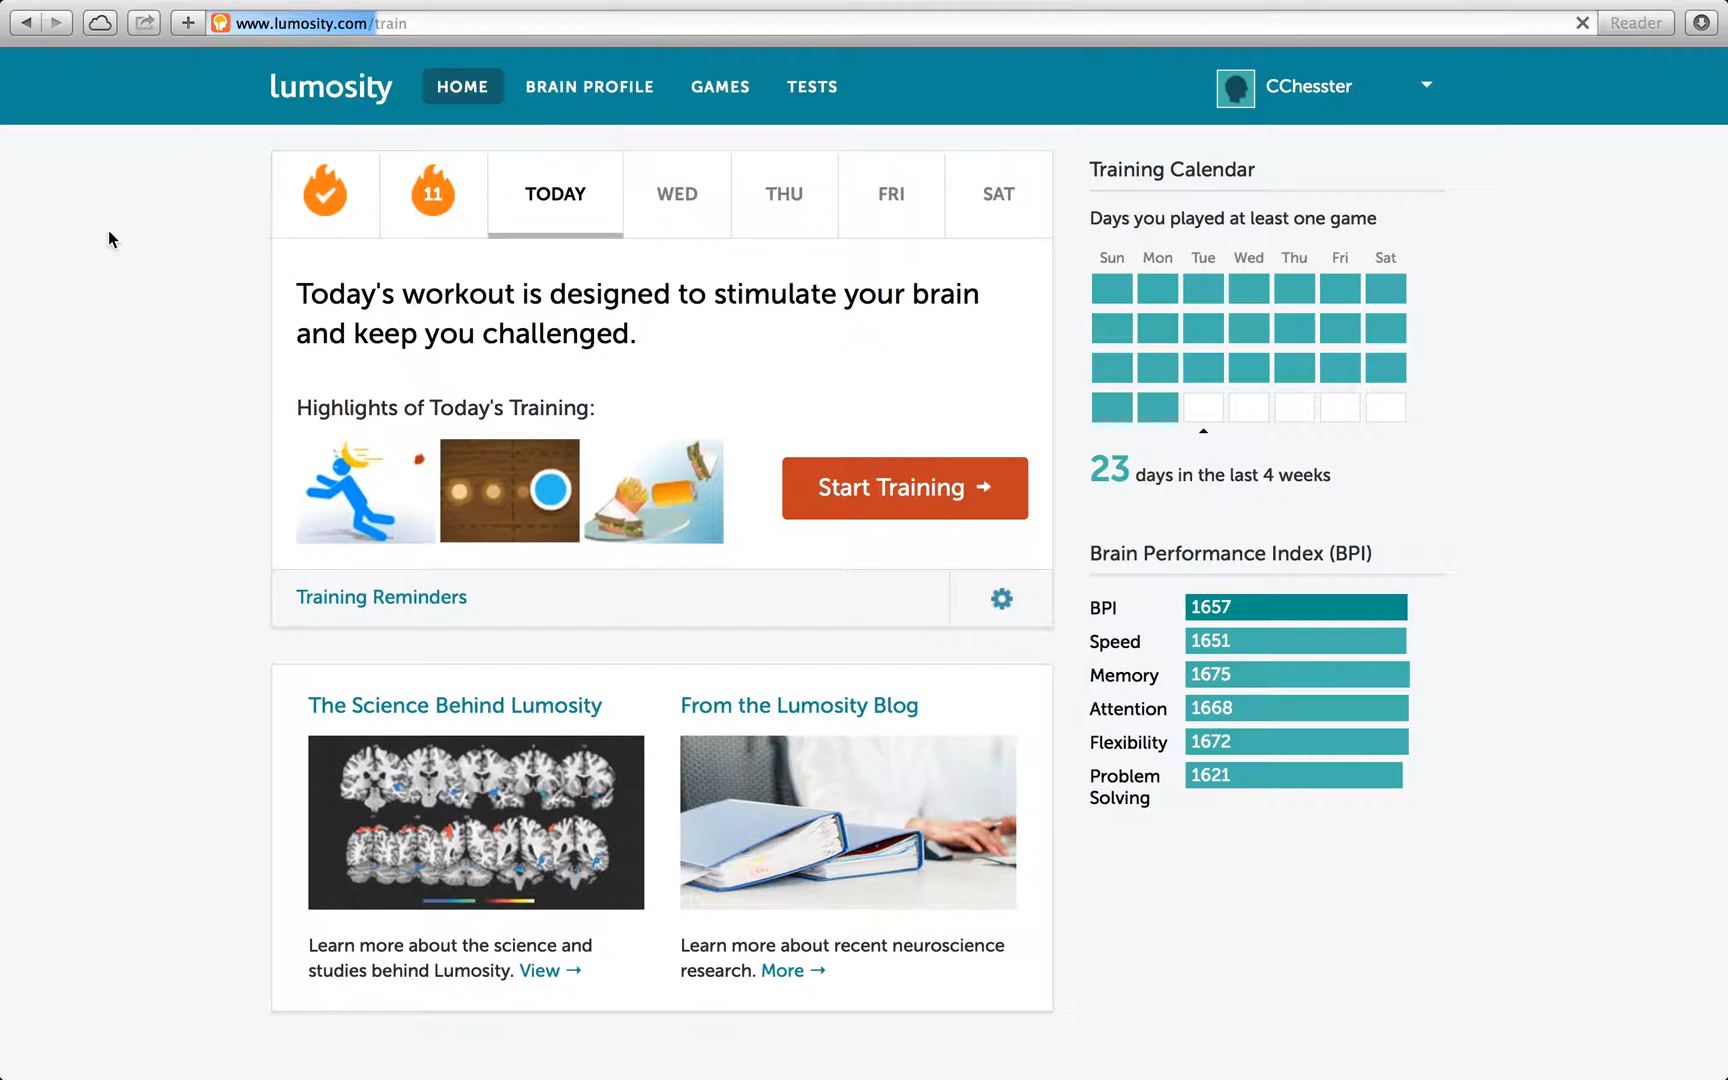 www.lumosity.com/train
Reader
lumosity
HOME
BRAIN PROFILE
GAMES
TESTS
CChesster
11
TODAY
WED
THU
FRI
SAT
Today's workout is designed to stimulate your brain
and keep you challenged.
Highlights of Today's Training:
Start Training →
Training Reminders
The Science Behind Lumosity
Learn more about the science and
studies behind Lumosity. View →
From the Lumosity Blog
Learn more about recent neuroscience
research. More →
Training Calendar
Days you played at least one game
Sun Mon Tue Wed Thu Fri Sat
23 days in the last 4 weeks
Brain Performance Index (BPI)
BPI 1657
Speed 1651
Memory 1675
Attention 1668
Flexibility 1672
Problem 1621
Solving